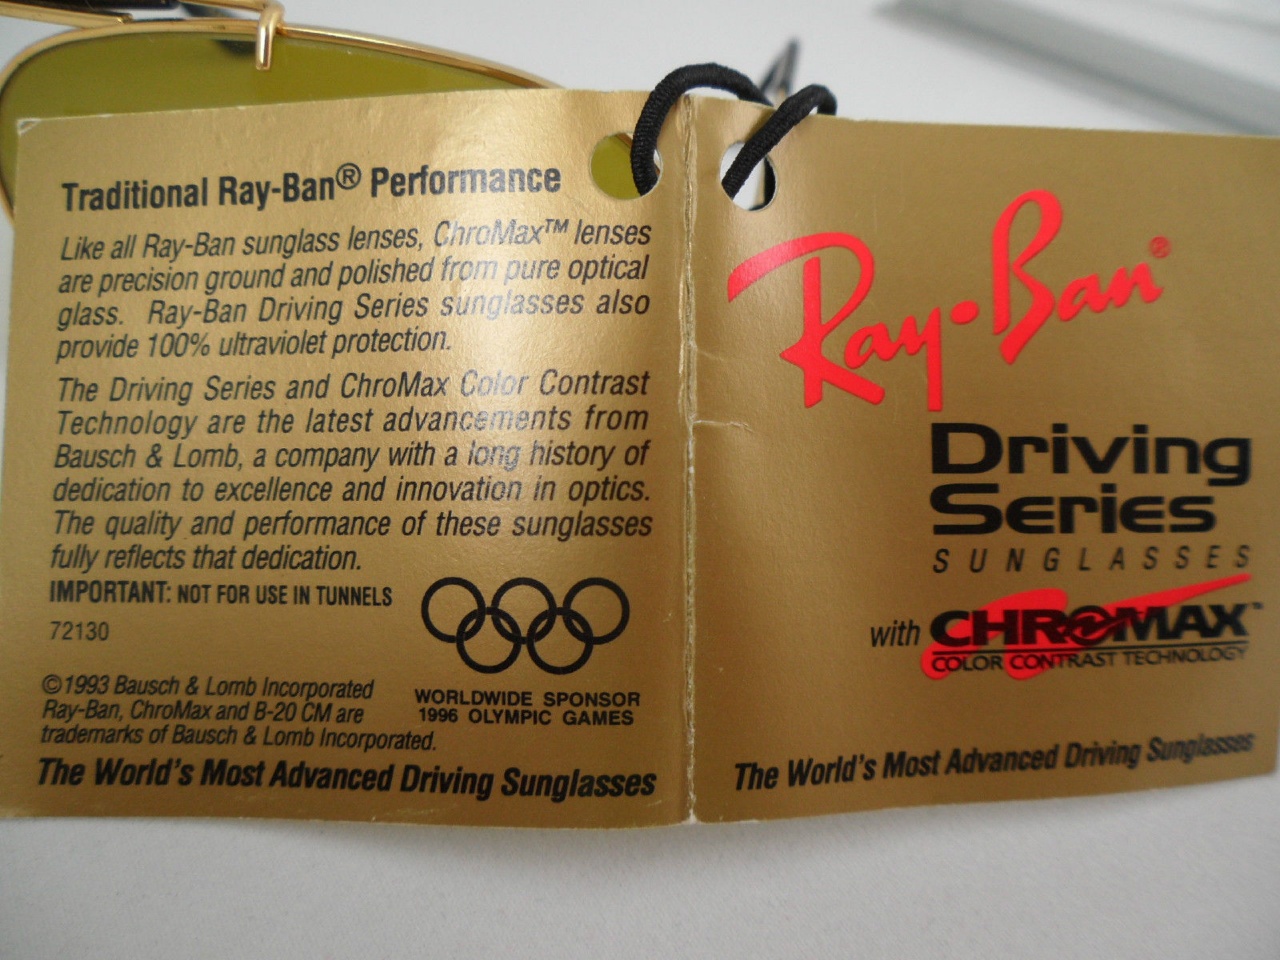 Traditional Ray-Ban® Performance
Like all Ray-Ban sunglass lenses, ChroMax™ lenses
are precision ground and polished from pure optical
glass. Ray-Ban Driving Series sunglasses also
provide 100% ultraviolet protection.
The Driving Series and ChroMax Color Contrast
Technology are the latest advancements from
Bausch & Lomb, a company with a long history of
dedication to excellence and innovation in optics.
The quality and performance of these sunglasses
fully reflects that dedication.
IMPORTANT: NOT FOR USE IN TUNNELS
72130
©1993 Bausch & Lomb Incorporated
Ray-Ban, ChroMax and B-20 CM are
trademarks of Bausch & Lomb Incorporated.
WORLDWIDE SPONSOR
1996 OLYMPIC GAMES
The World's Most Advanced Driving Sunglasses
Ray-Ban®
Driving
Series
SUNGLASSES
with CHROMAX™
COLOR CONTRAST TECHNOLOGY
The World's Most Advanced Driving Sunglasses